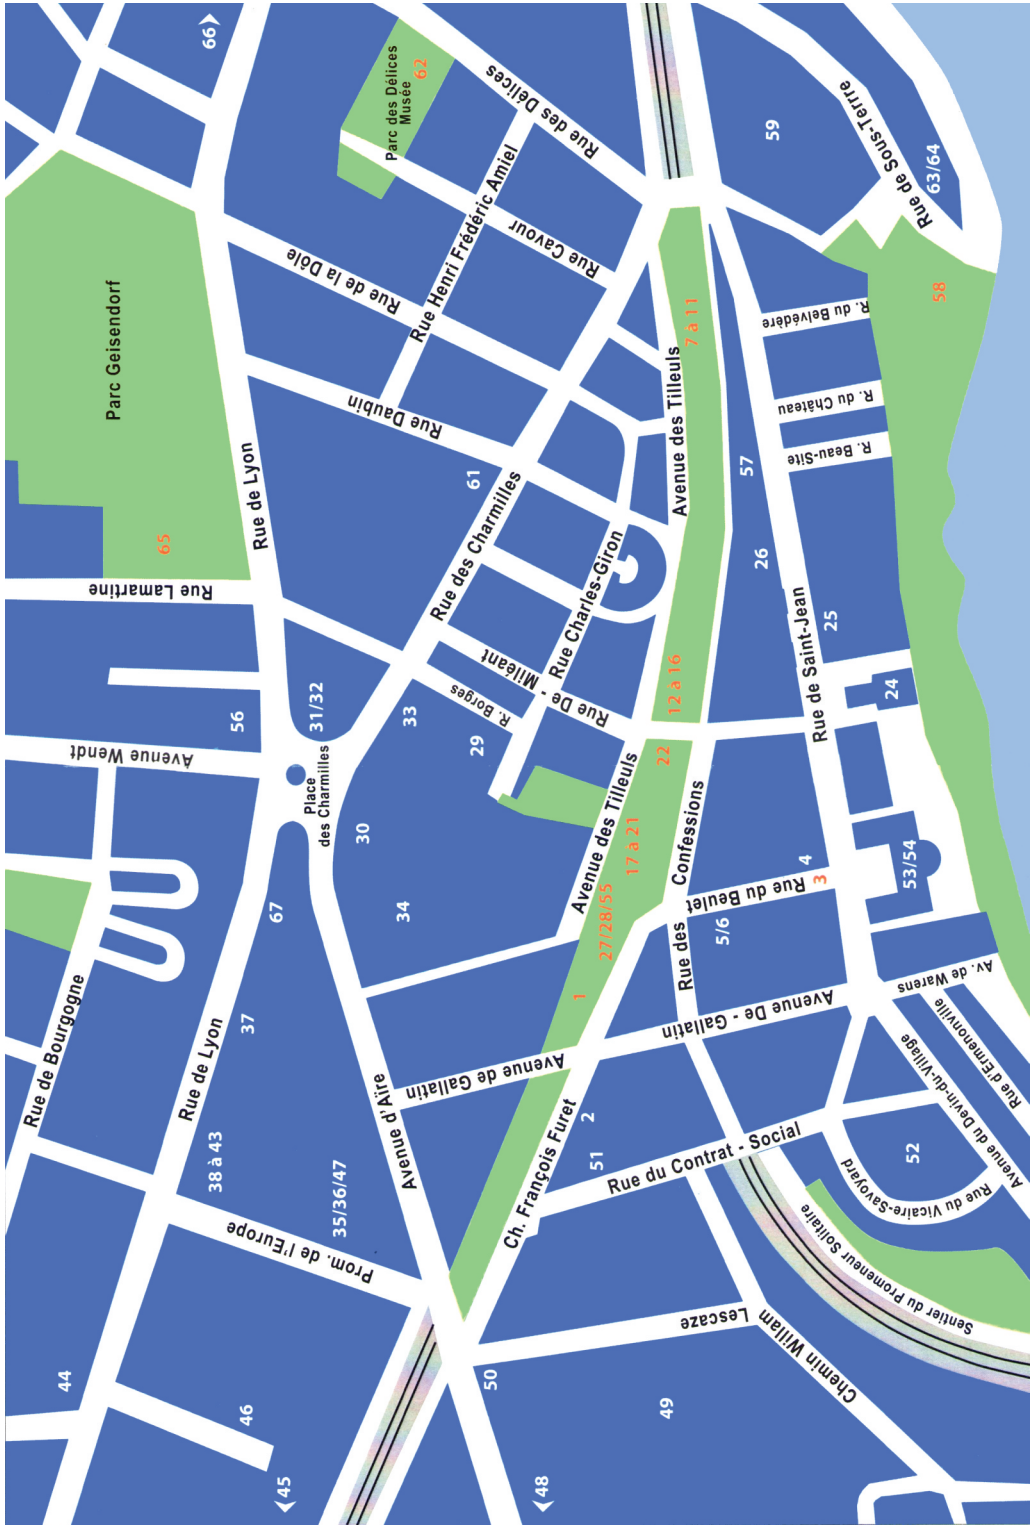 66
Parc des Délices
Musée
62
Rue des Délices
59
Rue de Sous-Terrre
63/64
Parc Geisendorf
Rue de la Dôle
Rue Henri Frédéric Amiel
Rue Cavour
58
R. du Belvédère
7 à 11
Avenue des Tilleuls
Rue Daubin
R. du Château
R. Beau-Site
57
61
Rue de Lyon
Rue des Charmilles
26
65
Rue Lamartine
Rue Charles-Giron
25
Rue De - Miléant
R. Borges
12 à 16
Rue de Saint-Jean
24
56
31/32
33
29
Avenue Wendt
Place
des Charmilles
22
Avenue des Tilleuls
30
17 à 21
Rue des Confessions
4
3
Rue du Beulet
53/54
67
34
27/28/55
5/6
1
37
Rue de Bourgogne
Rue de Lyon
Avenue d'Aïre
Avenue de Gallatin
Avenue De - Gallatin
Av. de Warens
Rue d'Ermenonville
Avenue du Devin-du-Village
2
Ch. François Furet
51
Rue du Contrat - Social
52
Rue du Vicaire-Savoyard
38 à 43
35/36/47
Prom. de l'Europe
Sentier du Promeneur Solitaire
Lescaze
Chemin Willam
44
46
50
49
45
48